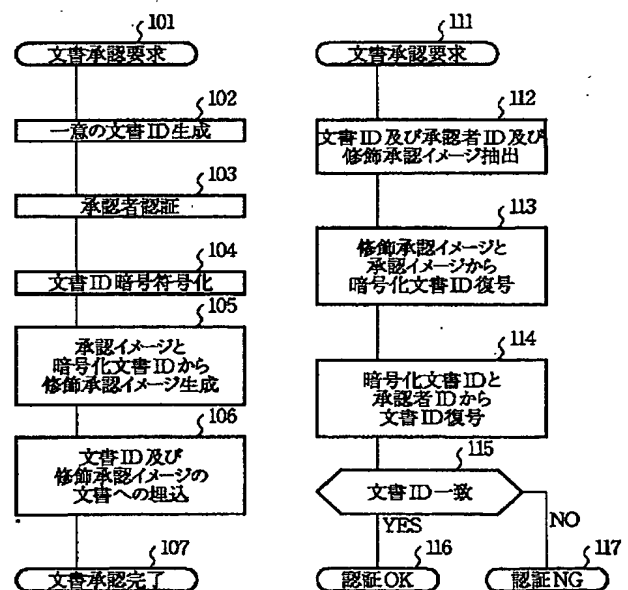 101
文書承認要求
102
一意の文書ID生成
103
承認者認証
104
文書ID暗号符号化
105
承認イメージと
暗号化文書IDから
修飾承認イメージ生成
106
文書ID及び
修飾承認イメージの
文書への埋込
107
文書承認完了
111
文書承認要求
112
文書ID及び承認者ID及び
修飾承認イメージ抽出
113
修飾承認イメージと
承認イメージから
暗号化文書ID復号
114
暗号化文書IDと
承認者IDから
文書ID復号
115
文書ID一致
YES
NO
116
認証OK
117
認証NG